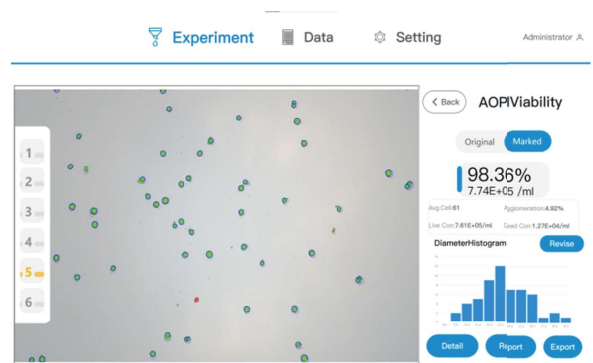 Experiment Data Setting Administrator
Back AOPIViability
Original Marked
98.36%
7.74E+05 /ml
Avg.Cell:61 Agglomeration:4.92%
Live Con:7.61E+05/ml Dead Con:1.27E+04/ml
DiameterHistogram Revise
1
2
3
4
5
6
Detail Report Export